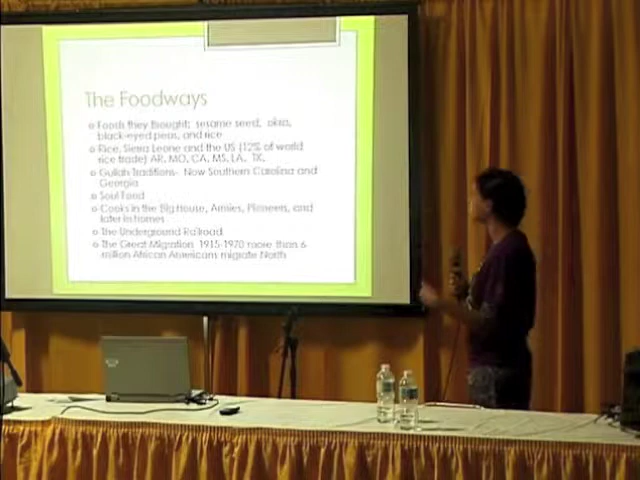 The Foodways
Foods they Brought: sesame seed, okra,
black-eyed peas, and rice
Rice, Sierra Leone and the US (12% of world
rice trade) AR, MO, CA, MS, LA, TX.
Gullah Traditions- Now Southern Carolina and
Georgia
Soul Food
Cooks in the Big House, Armies, Pioneers, and
later in homes
The Underground Railroad
The Great Migration 1915-1970 more than 6
million African Americans migrate North